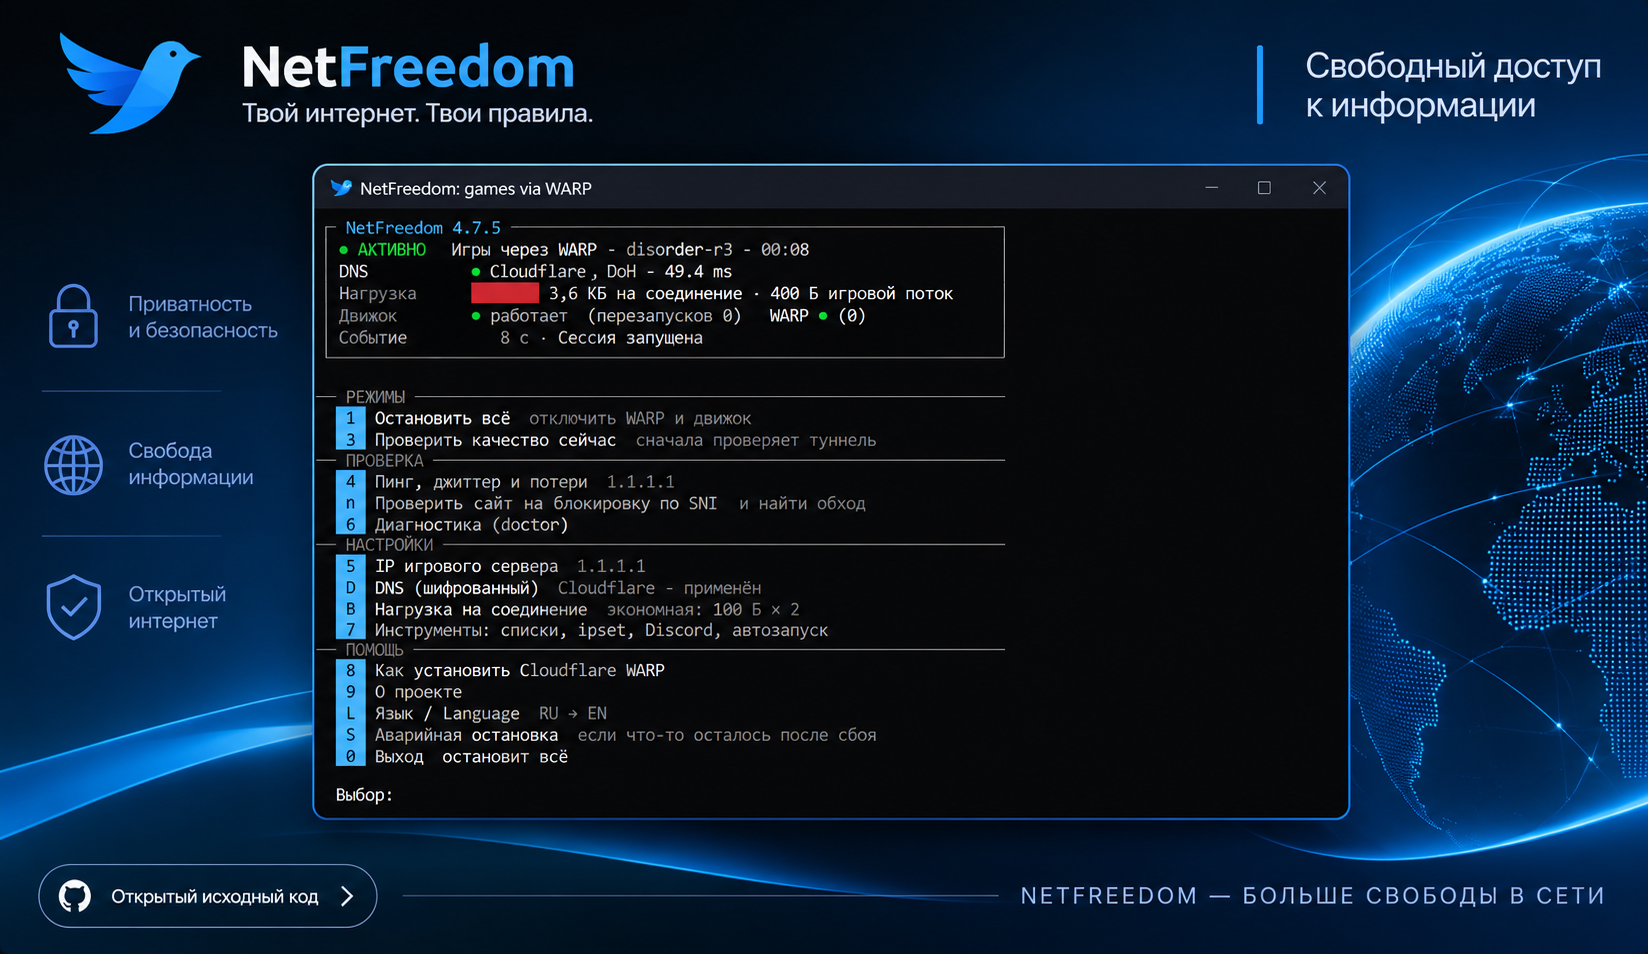 NetFreedom
Твой интернет. Твои правила.
Свободный доступ
к информации
Приватность
и безопасность
Свобода
информации
Открытый
интернет
NetFreedom: games via WARP
NetFreedom 4.7.5
АКТИВНО Игры через WARP - disorder-r3 - 00:08
DNS Cloudflare, DoH - 49.4 ms
Нагрузка 3,6 КБ на соединение · 400 Б игровой поток
Движок работает (перезапусков 0) WARP (0)
Событие 8 с · Сессия запущена
РЕЖИМЫ
1 Остановить всё отключить WARP и движок
3 Проверить качество сейчас сначала проверяет туннель
ПРОВЕРКА
4 Пинг, джиттер и потери 1.1.1.1
n Проверить сайт на блокировку по SNI и найти обход
6 Диагностика (doctor)
НАСТРОЙКИ
5 IP игрового сервера 1.1.1.1
D DNS (шифрованный) Cloudflare - применён
B Нагрузка на соединение экономная: 100 Б × 2
7 Инструменты: списки, ipset, Discord, автозапуск
ПОМОЩЬ
8 Как установить Cloudflare WARP
9 О проекте
L Язык / Language RU → EN
S Аварийная остановка если что-то осталось после сбоя
0 Выход остановит всё
Выбор:
Открытый исходный код
NETFREEDOM — БОЛЬШЕ СВОБОДЫ В СЕТИ